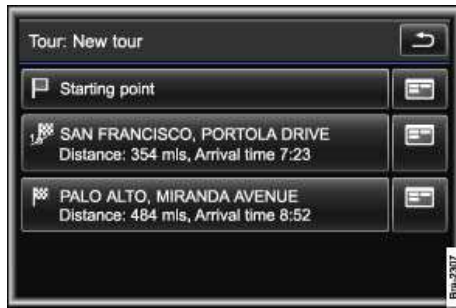 Tour: New tour
Starting point
SAN FRANCISCO, PORTOLA DRIVE
Distance: 354 mls, Arrival time 7:23
PALO ALTO, MIRANDA AVENUE
Distance: 484 mls, Arrival time 8:52